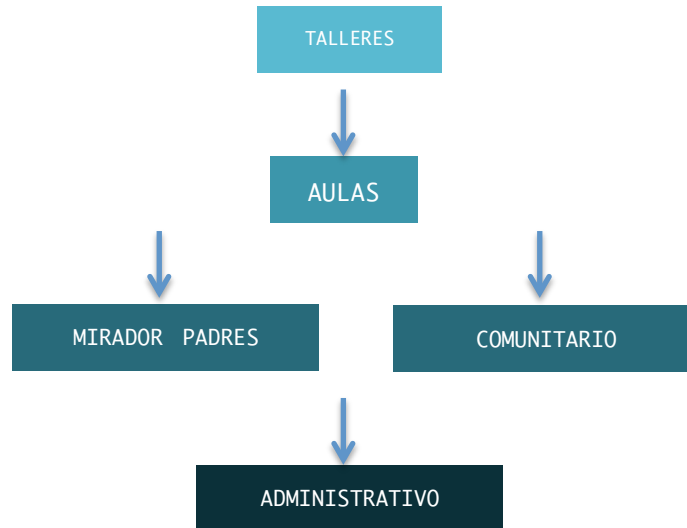 TALLERES
AULAS
MIRADOR PADRES
COMUNITARIO
ADMINISTRATIVO